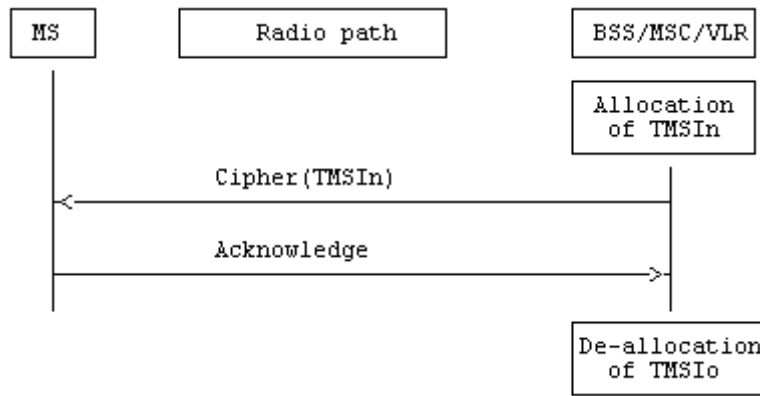 MS
Radio path
BSS/MSC/VLR
Allocation
of TMSIn
Cipher(TMSIn)
Acknowledge
De-allocation
of TMSIo